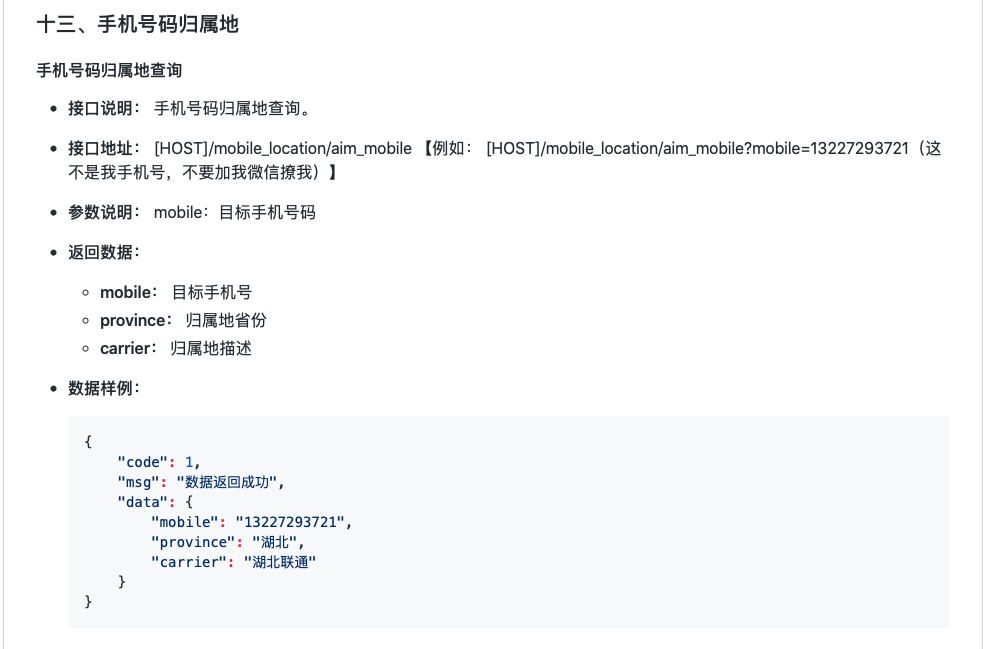 十三、手机号码归属地
手机号码归属地查询
接口说明： 手机号码归属地查询。
接口地址： [HOST]/mobile_location/aim_mobile 【例如： [HOST]/mobile_location/aim_mobile?mobile=13227293721（这
不是我手机号，不要加我微信撩我）】
参数说明： mobile：目标手机号码
返回数据：
mobile： 目标手机号
province： 归属地省份
carrier： 归属地描述
数据样例：
{
    "code": 1,
    "msg": "数据返回成功",
    "data": {
        "mobile": "13227293721",
        "province": "湖北",
        "carrier": "湖北联通"
    }
}